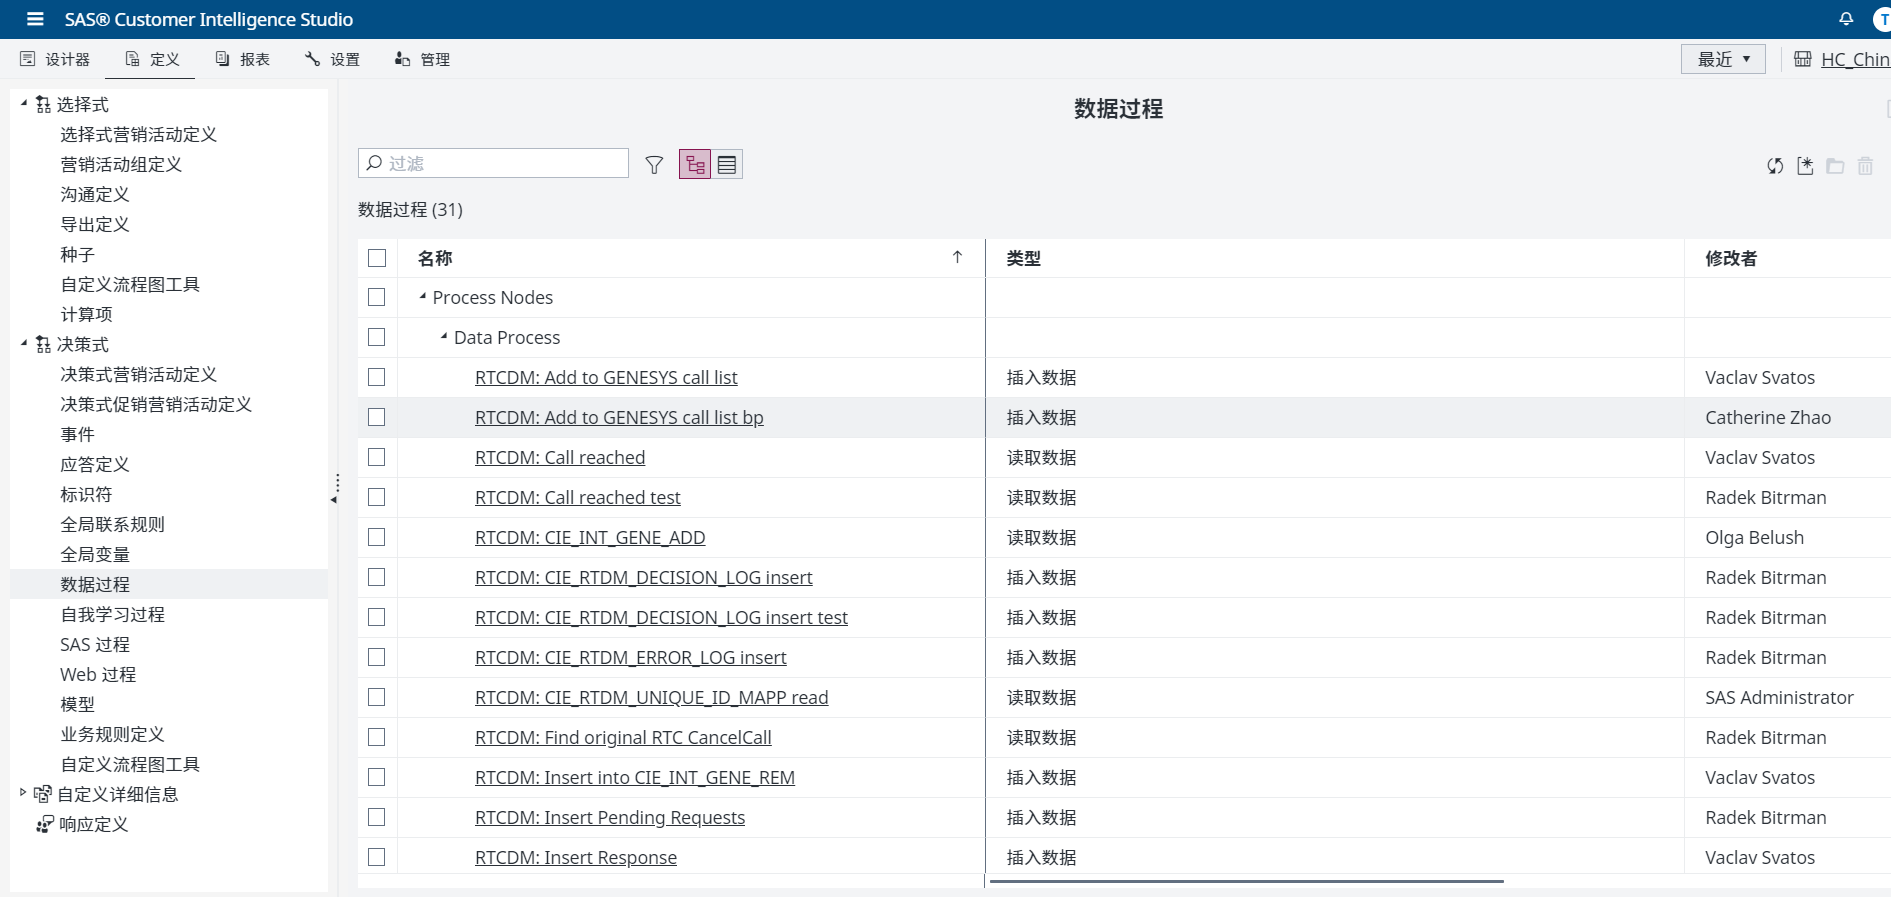 SAS® Customer Intelligence Studio
T
设计器
定义
报表
设置
管理
最近
HC_Chin
选择式
选择式营销活动定义
营销活动组定义
沟通定义
导出定义
种子
自定义流程图工具
计算项
决策式
决策式营销活动定义
决策式促销营销活动定义
事件
应答定义
标识符
全局联系规则
全局变量
数据过程
自我学习过程
SAS 过程
Web 过程
模型
业务规则定义
自定义流程图工具
自定义详细信息
响应定义
数据过程
过滤
数据过程 (31)
名称 类型 修改者
Process Nodes
Data Process
RTCDM: Add to GENESYS call list 插入数据 Vaclav Svatos
RTCDM: Add to GENESYS call list bp 插入数据 Catherine Zhao
RTCDM: Call reached 读取数据 Vaclav Svatos
RTCDM: Call reached test 读取数据 Radek Bitrman
RTCDM: CIE_INT_GENE_ADD 读取数据 Olga Belush
RTCDM: CIE_RTDM_DECISION_LOG insert 插入数据 Radek Bitrman
RTCDM: CIE_RTDM_DECISION_LOG insert test 插入数据 Radek Bitrman
RTCDM: CIE_RTDM_ERROR_LOG insert 插入数据 Radek Bitrman
RTCDM: CIE_RTDM_UNIQUE_ID_MAPP read 读取数据 SAS Administrator
RTCDM: Find original RTC CancelCall 读取数据 Radek Bitrman
RTCDM: Insert into CIE_INT_GENE_REM 插入数据 Vaclav Svatos
RTCDM: Insert Pending Requests 插入数据 Radek Bitrman
RTCDM: Insert Response 插入数据 Vaclav Svatos